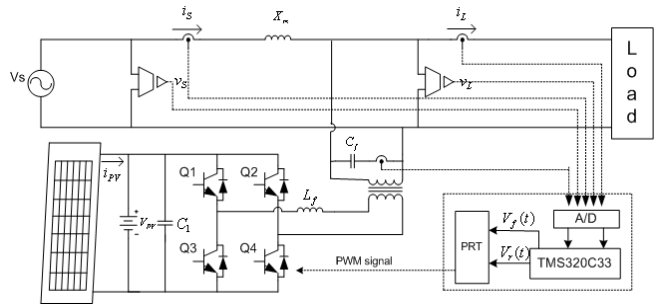 i_S
X_m
i_L
Vs
v_S
v_L
Load
C_f
i_PV
Q1
Q2
L_f
V_PV
C_1
Q3
Q4
PWM signal
PRT
V_f(t)
V_r(t)
A/D
TMS320C33